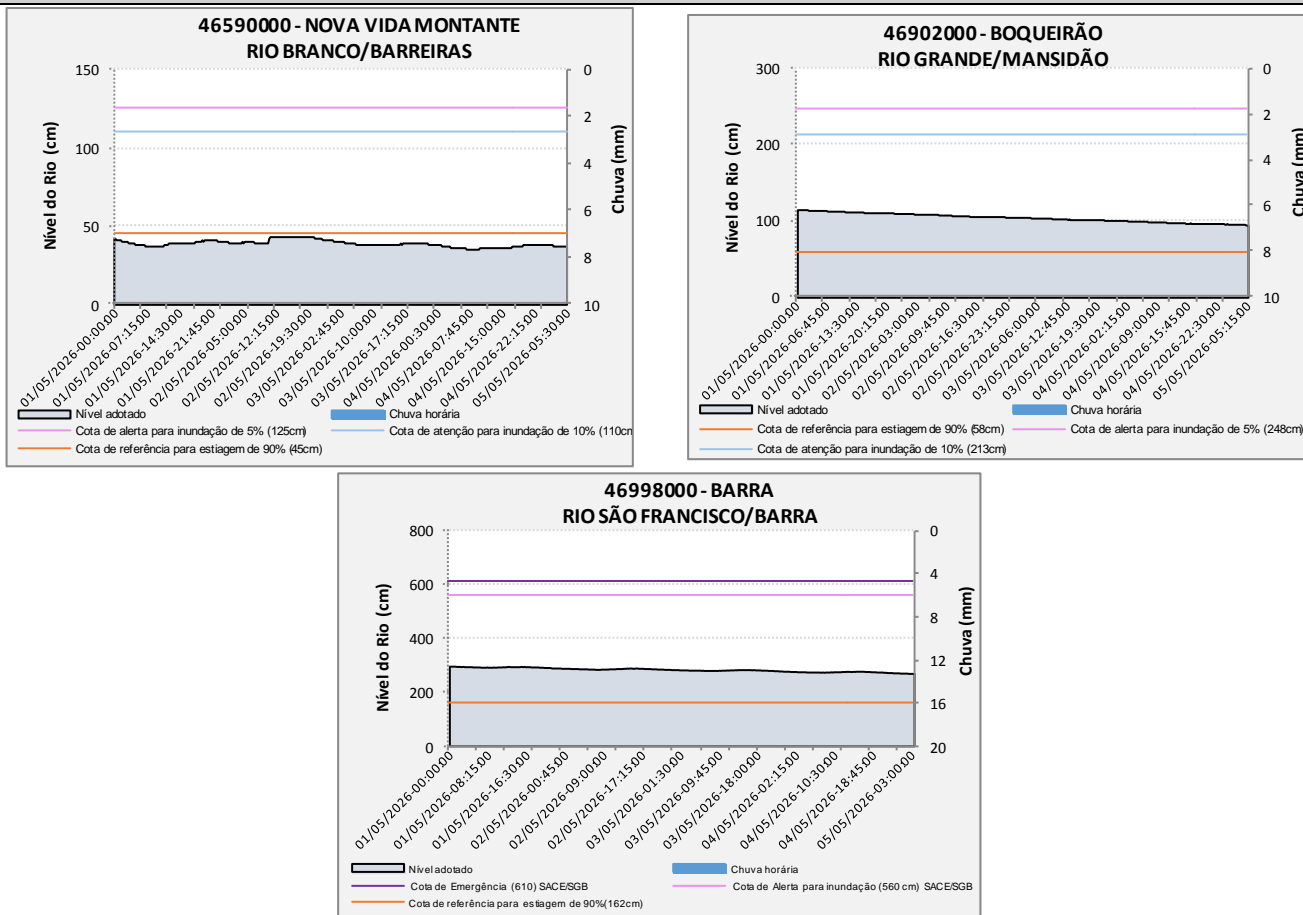 46590000 - NOVA VIDA MONTANTE
RIO BRANCO/BARREIRAS
Nível do Rio (cm)
150
100
50
0
Chuva (mm)
0
2
4
6
8
10
01/05/2026-00:00:00
01/05/2026-07:15:00
01/05/2026-14:30:00
01/05/2026-21:45:00
02/05/2026-05:00:00
02/05/2026-12:15:00
02/05/2026-19:30:00
03/05/2026-02:45:00
03/05/2026-10:00:00
03/05/2026-17:15:00
04/05/2026-00:30:00
04/05/2026-07:45:00
04/05/2026-15:00:00
04/05/2026-22:15:00
05/05/2026-05:30:00
Nível adotado
Chuva horária
Cota de alerta para inundação de 5% (125cm)
Cota de atenção para inundação de 10% (110cm
Cota de referência para estiagem de 90% (45cm)
46902000 - BOQUEIRÃO
RIO GRANDE/MANSIDÃO
Nível do Rio (cm)
300
200
100
0
Chuva (mm)
0
2
4
6
8
10
01/05/2026-00:00:00
01/05/2026-06:45:00
01/05/2026-13:30:00
01/05/2026-20:15:00
02/05/2026-03:00:00
02/05/2026-09:45:00
02/05/2026-16:30:00
02/05/2026-23:15:00
03/05/2026-06:00:00
03/05/2026-12:45:00
03/05/2026-19:30:00
04/05/2026-02:15:00
04/05/2026-09:00:00
04/05/2026-15:45:00
04/05/2026-22:30:00
05/05/2026-05:15:00
Nível adotado
Chuva horária
Cota de referência para estiagem de 90% (58cm)
Cota de alerta para inundação de 5% (248cm)
Cota de atenção para inundação de 10% (213cm)
46998000 - BARRA
RIO SÃO FRANCISCO/BARRA
Nível do Rio (cm)
800
600
400
200
0
Chuva (mm)
0
4
8
12
16
20
01/05/2026-00:00:00
01/05/2026-08:15:00
01/05/2026-16:30:00
02/05/2026-00:45:00
02/05/2026-09:00:00
02/05/2026-17:15:00
03/05/2026-01:30:00
03/05/2026-09:45:00
03/05/2026-18:00:00
04/05/2026-02:15:00
04/05/2026-10:30:00
04/05/2026-18:45:00
05/05/2026-03:00:00
Nível adotado
Chuva horária
Cota de Emergência (610) SACE/SGB
Cota de Alerta para inundação (560 cm) SACE/SGB
Cota de referência para estiagem de 90%(162cm)